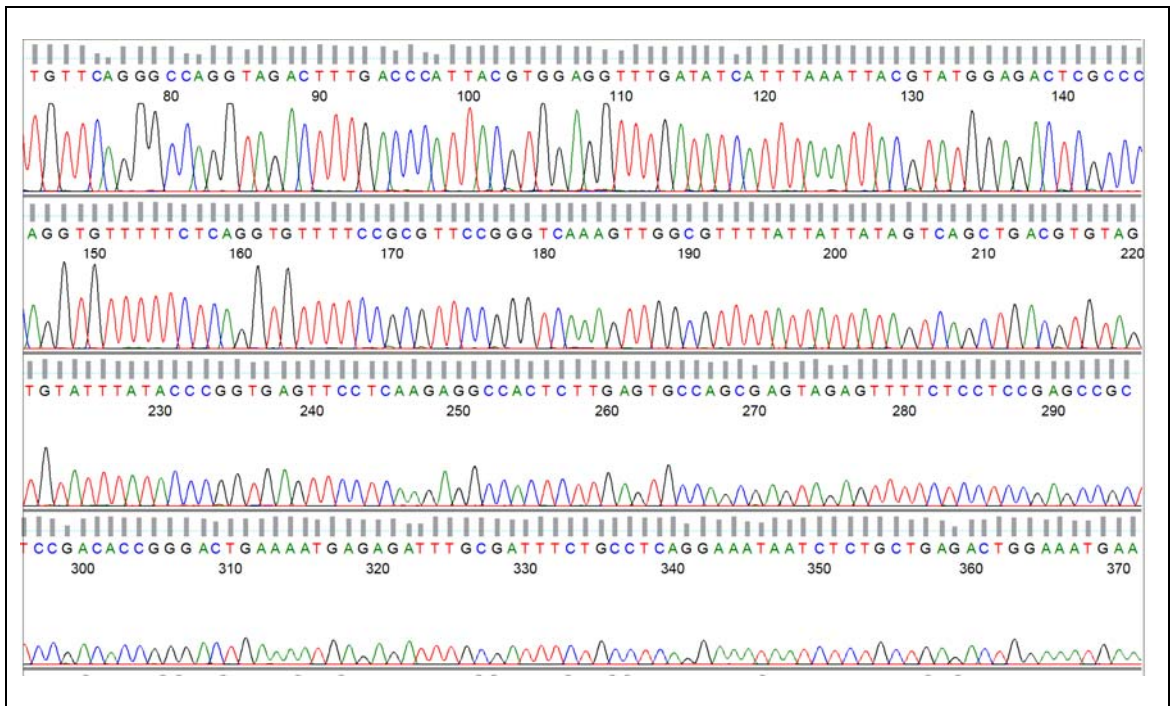 TGTTCAGGGCCAGGTAGACTTTGACCCATTACGTGGAGGTTTGATATCATTTAAATTACGTATGGAGACTCGCCC
80 90 100 110 120 130 140
AGGTGTTTTTCTCAGGTGTTTTCCGCGTTCCGGGTCAAAGTTGGCGTTTTATTATTATAGTCAGCTGACGTGTAG
150 160 170 180 190 200 210 220
TGTATTTATACCCGGTGAGTTCCTCAAGAGGCCACTCTTGAGTGCCAGCGAGTAGAGTTTTCTCCTCCGAGCCGC
230 240 250 260 270 280 290
TCCGACACCGGGACTGAAAATGAGAGATTTGCGATTTCTGCCTCAGGAAATAATCTCTGCTGAGACTGGAAATGAA
300 310 320 330 340 350 360 370